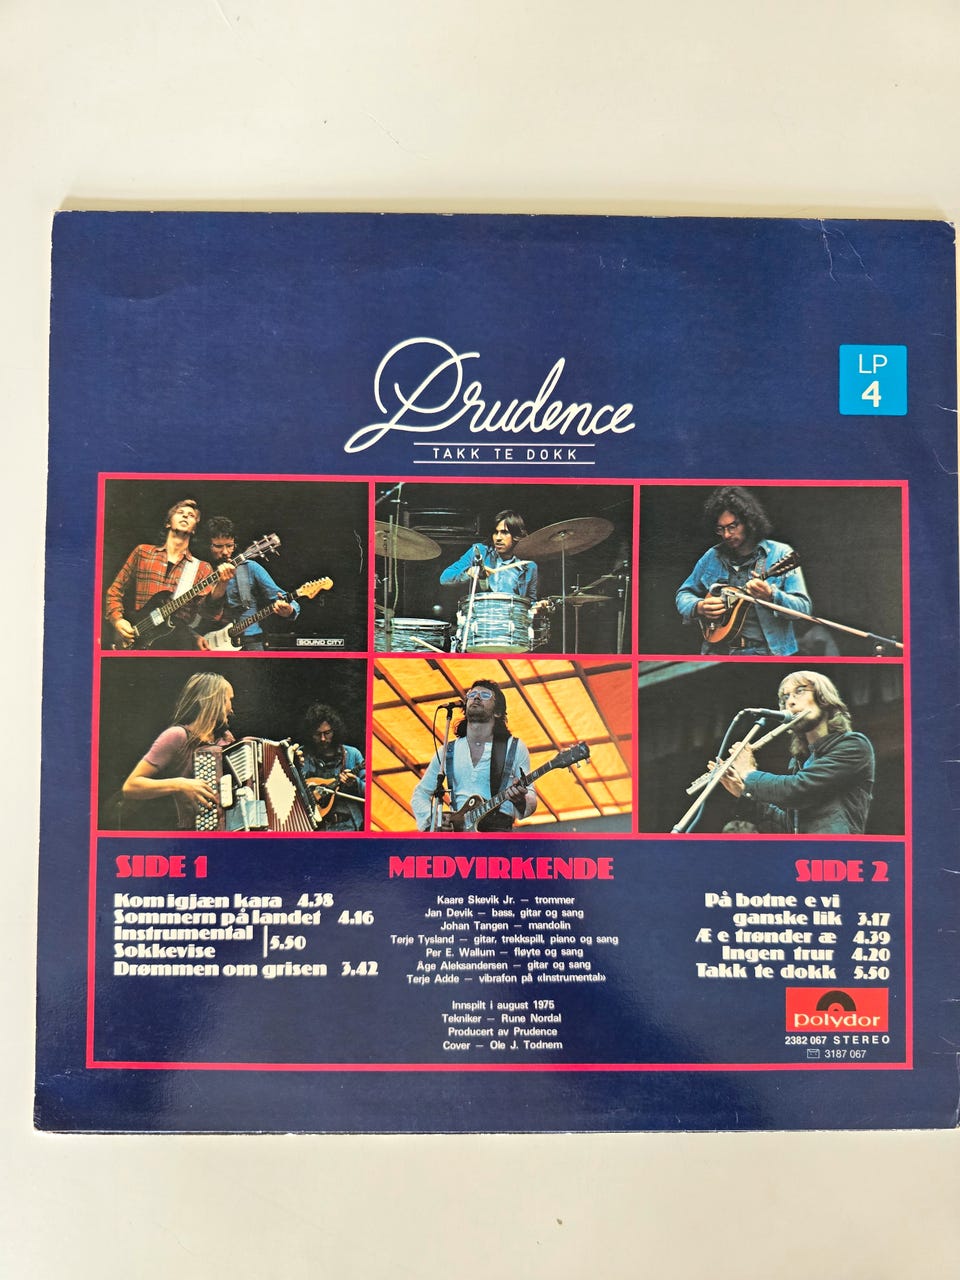 Prudence
TAKK TE DOKK
LP
4
SOUND CITY
SIDE 1
Kom igjæn kara 4.38
Sommern på landet 4.16
Instrumental
Sokkevise
5.50
Drømmen om grisen 3.42
MEDVIRKENDE
Kaare Skevik Jr. — trommer
Jan Devik — bass, gitar og sang
Johan Tangen — mandolin
Terje Tysland — gitar, trekkspill, piano og sang
Per E. Wallum — fløyte og sang
Åge Aleksandersen — gitar og sang
Terje Adde — vibrafon på «Instrumental»
Innspilt i august 1975
Tekniker — Rune Nordal
Producert av Prudence
Cover — Ole J. Todnem
SIDE 2
På botne e vi
ganske lik 3.17
Æ e trønder æ 4.39
Ingen trur 4.20
Takk te dokk 5.50
polydor
2382 067 STEREO
3187 067